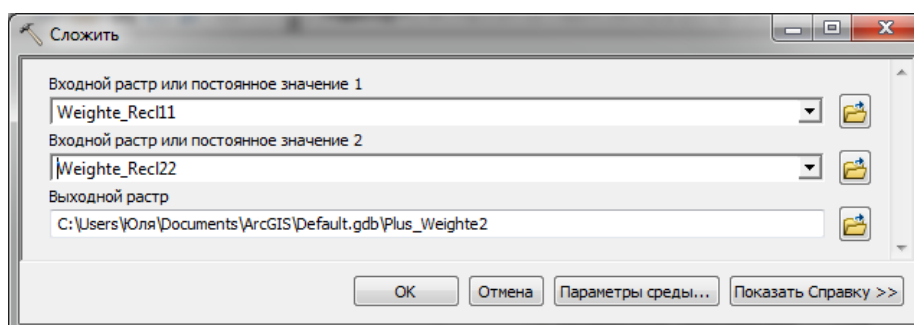 Сложить
Входной растр или постоянное значение 1
Weighte_Recl11
Входной растр или постоянное значение 2
Weighte_Recl22
Выходной растр
C:\Users\Юля\Documents\ArcGIS\Default.gdb\Plus_Weighte2
OK Отмена Параметры среды... Показать Справку >>